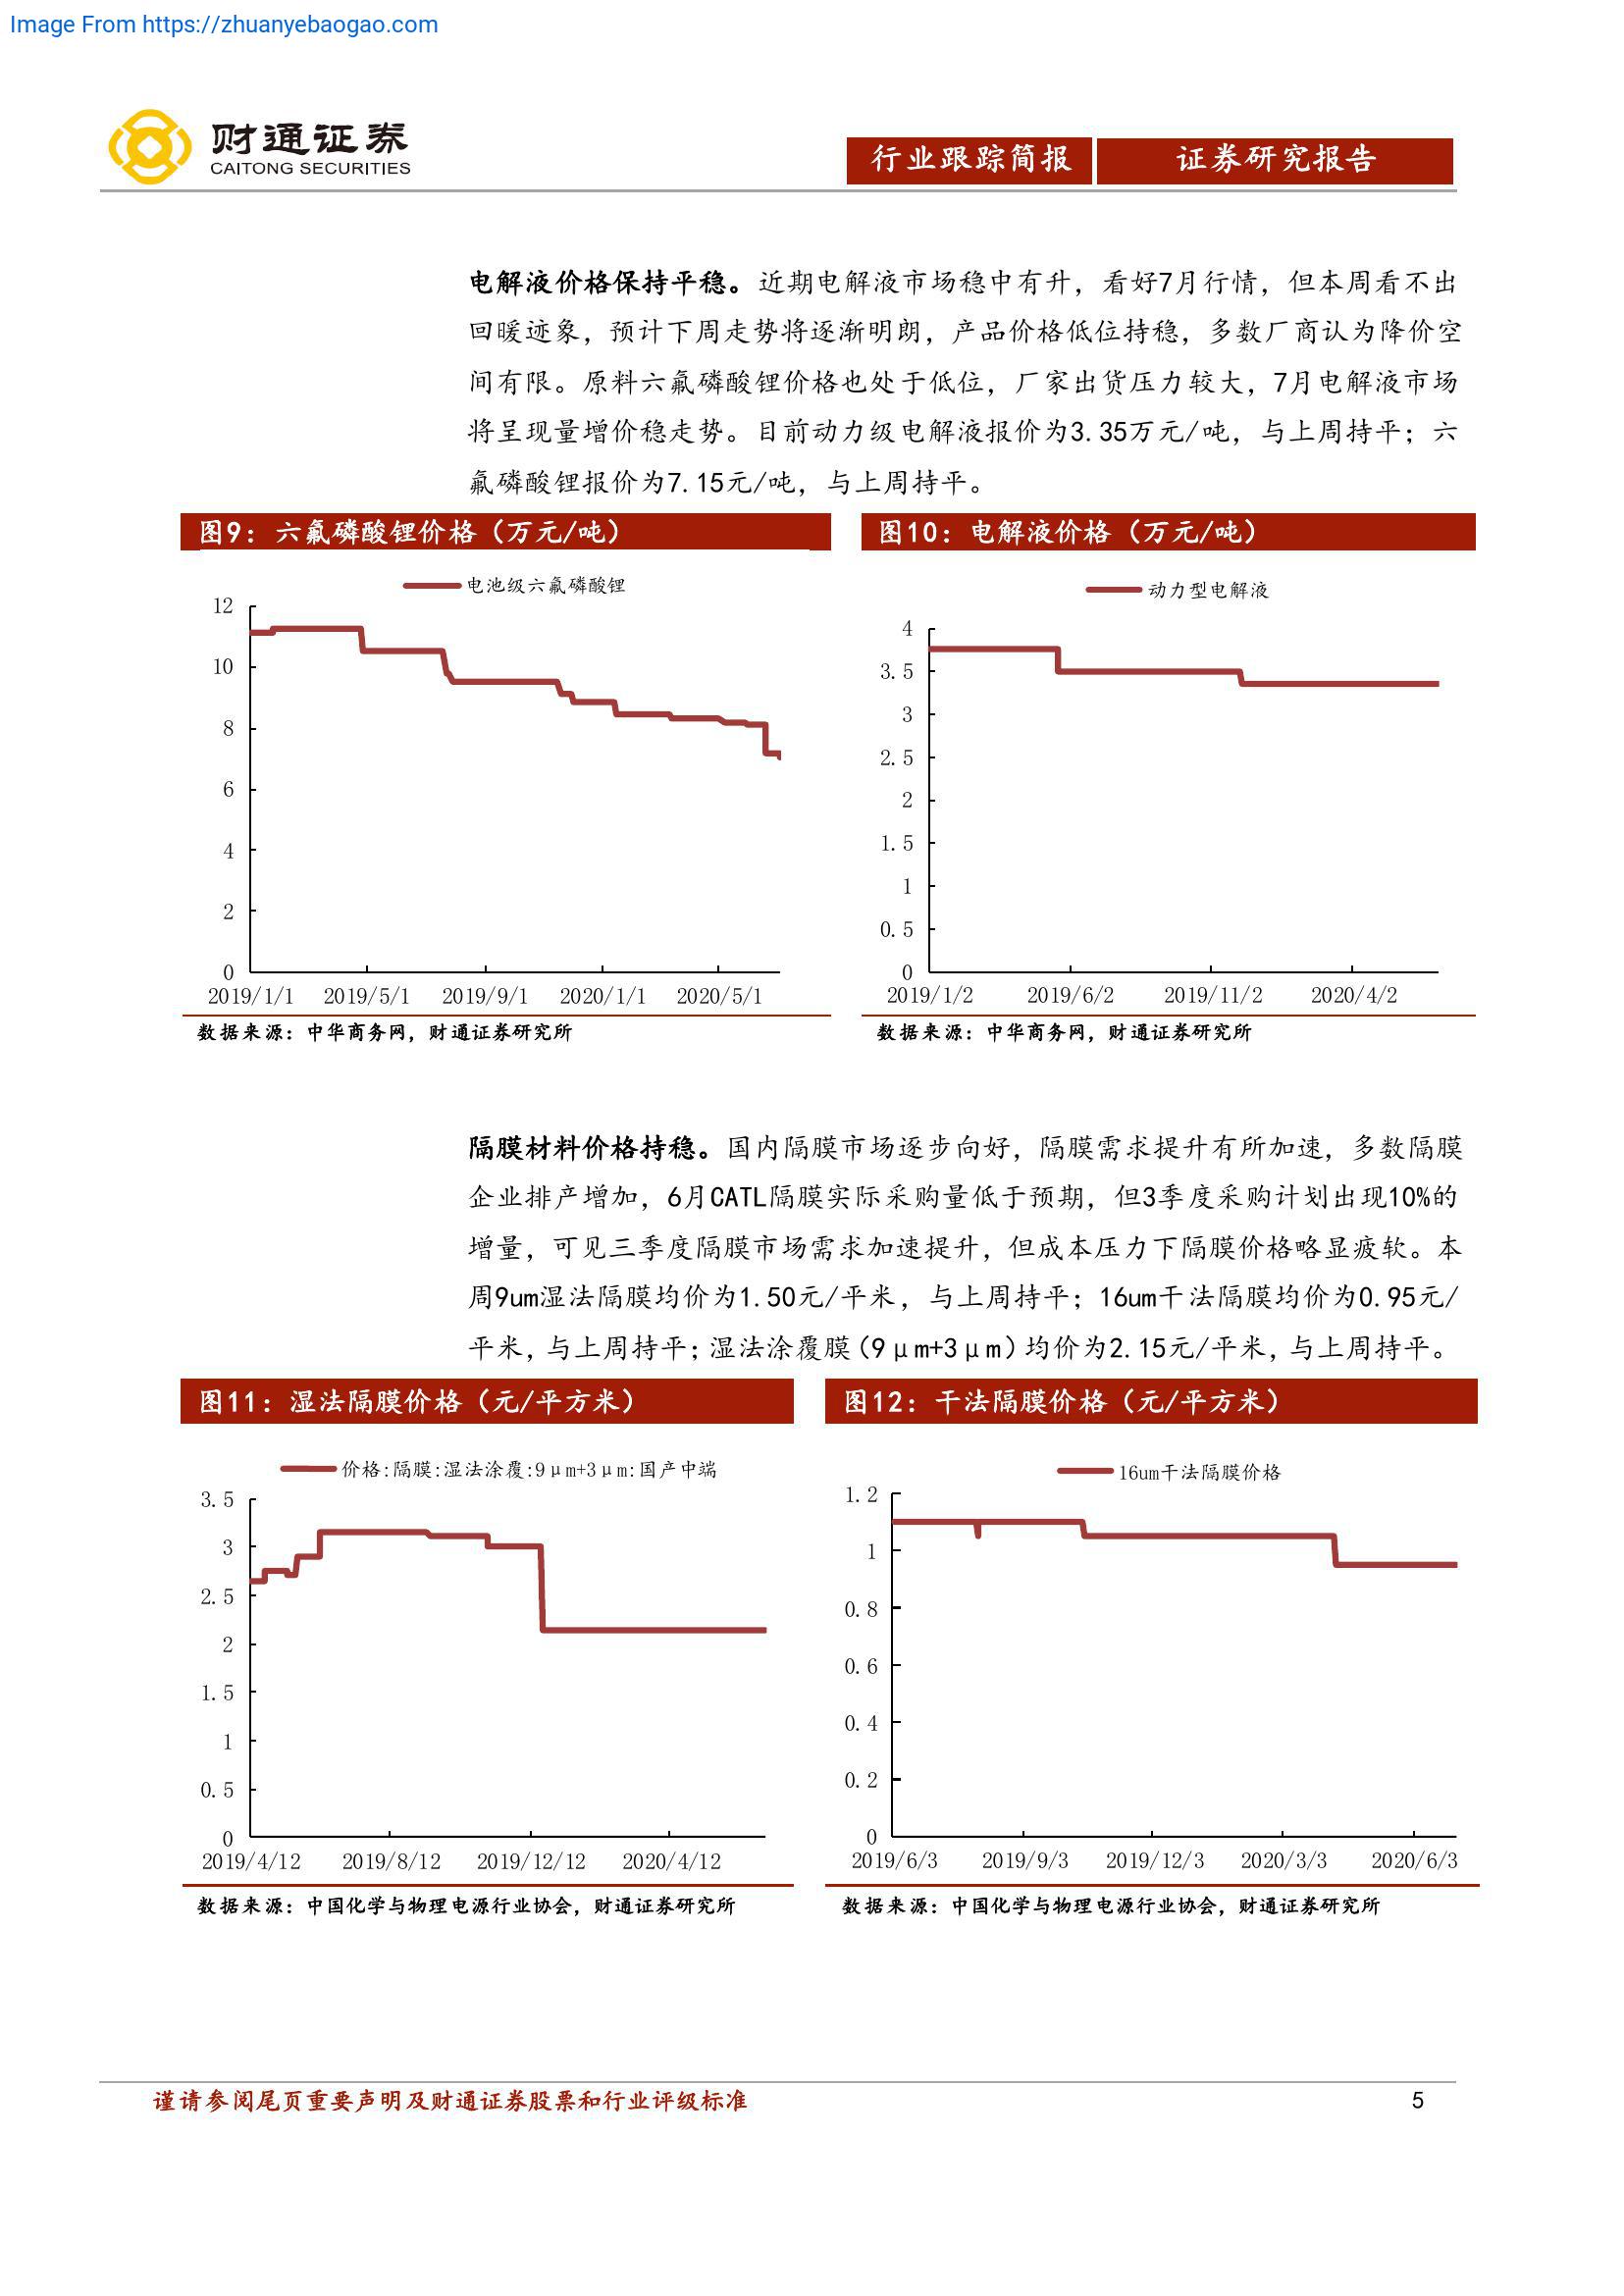 Image From https://zhuanyebaogao.com
财通证券
CAITONG SECURITIES
行业跟踪简报
证券研究报告
电解液价格保持平稳。近期电解液市场稳中有升，看好7月行情，但本周看不出
回暖迹象，预计下周走势将逐渐明朗，产品价格低位持稳，多数厂商认为降价空
间有限。原料六氟磷酸锂价格也处于低位，厂家出货压力较大，7月电解液市场
将呈现量增价稳走势。目前动力级电解液报价为3.35万元/吨，与上周持平；六
氟磷酸锂报价为7.15元/吨，与上周持平。
图9：六氟磷酸锂价格（万元/吨）
电池级六氟磷酸锂
12
10
8
6
4
2
0
2019/1/1 2019/5/1 2019/9/1 2020/1/1 2020/5/1
数据来源：中华商务网，财通证券研究所
图10：电解液价格（万元/吨）
动力型电解液
4
3.5
3
2.5
2
1.5
1
0.5
0
2019/1/2 2019/6/2 2019/11/2 2020/4/2
数据来源：中华商务网，财通证券研究所
隔膜材料价格持稳。国内隔膜市场逐步向好，隔膜需求提升有所加速，多数隔膜
企业排产增加，6月CATL隔膜实际采购量低于预期，但3季度采购计划出现10%的
增量，可见三季度隔膜市场需求加速提升，但成本压力下隔膜价格略显疲软。本
周9um湿法隔膜均价为1.50元/平米，与上周持平；16um干法隔膜均价为0.95元/
平米，与上周持平；湿法涂覆膜（9μm+3μm）均价为2.15元/平米，与上周持平。
图11：湿法隔膜价格（元/平方米）
价格:隔膜:湿法涂覆:9μm+3μm:国产中端
3.5
3
2.5
2
1.5
1
0.5
0
2019/4/12 2019/8/12 2019/12/12 2020/4/12
数据来源：中国化学与物理电源行业协会，财通证券研究所
图12：干法隔膜价格（元/平方米）
16um干法隔膜价格
1.2
1
0.8
0.6
0.4
0.2
0
2019/6/3 2019/9/3 2019/12/3 2020/3/3 2020/6/3
数据来源：中国化学与物理电源行业协会，财通证券研究所
谨请参阅尾页重要声明及财通证券股票和行业评级标准
5